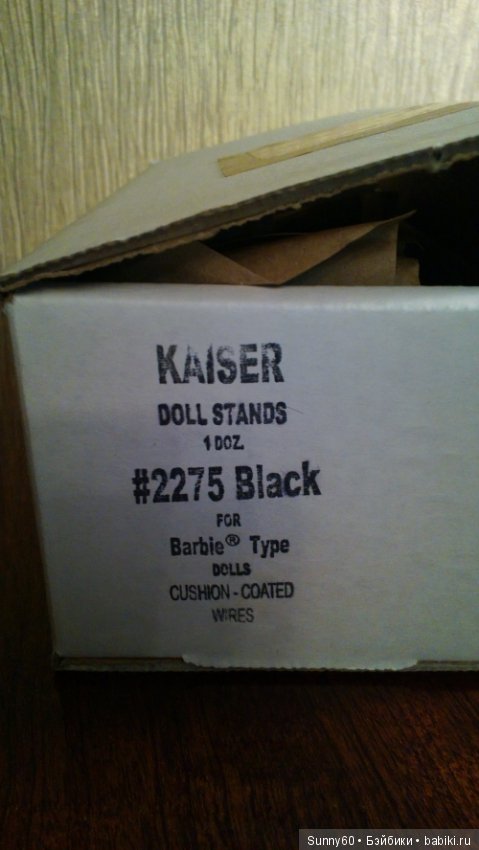 KAISER
DOLL STANDS
1 DOZ.
#2275 Black
FOR
Barbie® Type
DOLLS
CUSHION-COATED
WIRES
Sunny60 • Бэйбики • babiki.ru